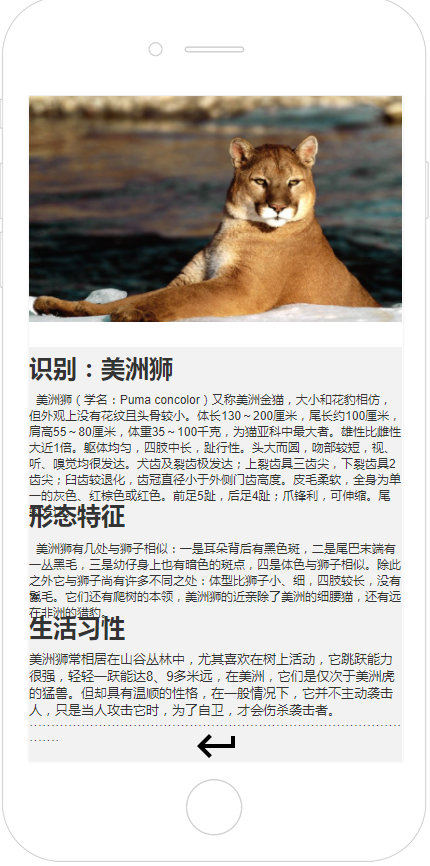 识别：美洲狮
美洲狮（学名：Puma concolor）又称美洲金猫，大小和花豹相仿，
但外观上没有花纹且头骨较小。体长130～200厘米，尾长约100厘米，
肩高55～80厘米，体重35～100千克，为猫亚科中最大者。雄性比雌性
大近1倍。躯体均匀，四肢中长，趾行性。头大而圆，吻部较短，视、
听、嗅觉均很发达。犬齿及裂齿极发达；上裂齿具三齿尖，下裂齿具2
齿尖；臼齿较退化，齿冠直径小于外侧门齿高度。皮毛柔软，全身为单
一的灰色、红棕色或红色。前足5趾，后足4趾；爪锋利，可伸缩。尾
形态特征
美洲狮有几处与狮子相似：一是耳朵背后有黑色斑，二是尾巴末端有
一丛黑毛，三是幼仔身上也有暗色的斑点，四是体色与狮子相似。除此
之外它与狮子尚有许多不同之处：体型比狮子小、细，四肢较长，没有
鬣毛。它们还有爬树的本领，美洲狮的近亲除了美洲的细腰猫，还有远
在非洲的猎豹。
生活习性
美洲狮常相居在山谷丛林中，尤其喜欢在树上活动，它跳跃能力
很强，轻轻一跃能达8、9多米远，在美洲，它们是仅次于美洲虎
的猛兽。但却具有温顺的性格，在一般情况下，它并不主动袭击
人，只是当人攻击它时，为了自卫，才会伤杀袭击者。